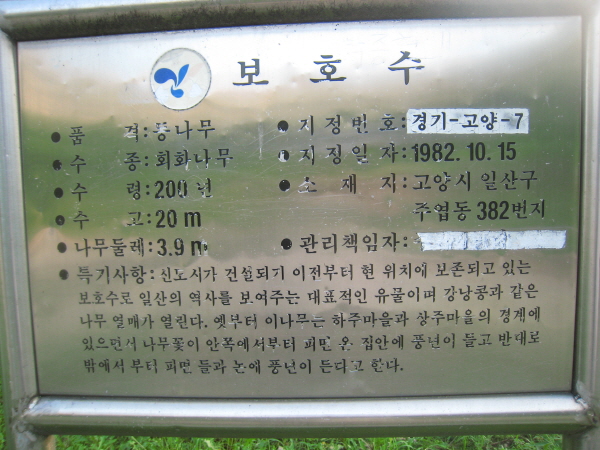 보호수
● 품 격: 동나무 ● 지정번호: 경기-고양-7
● 수 종: 회화나무 ● 지정일자: 1982. 10. 15
● 수 령: 200 년 ● 소 재 지: 고양시 일산구
● 수 고: 20 m 주엽동 382번지
● 나무둘레: 3.9 m ● 관리책임자:
● 특기사항: 신도시가 건설되기 이전부터 현 위치에 보존되고 있는
보호수로 일산의 역사를 보여주는 대표적인 유물이며 강낭콩과 같은
나무 열매가 열린다. 옛부터 이나무는 하주마을과 상주마을의 경계에
있으면서 나무꽃이 안쪽에서부터 피면 온 집안에 풍년이 들고 반대로
밖에서 부터 피면 들과 논에 풍년이 든다고 한다.